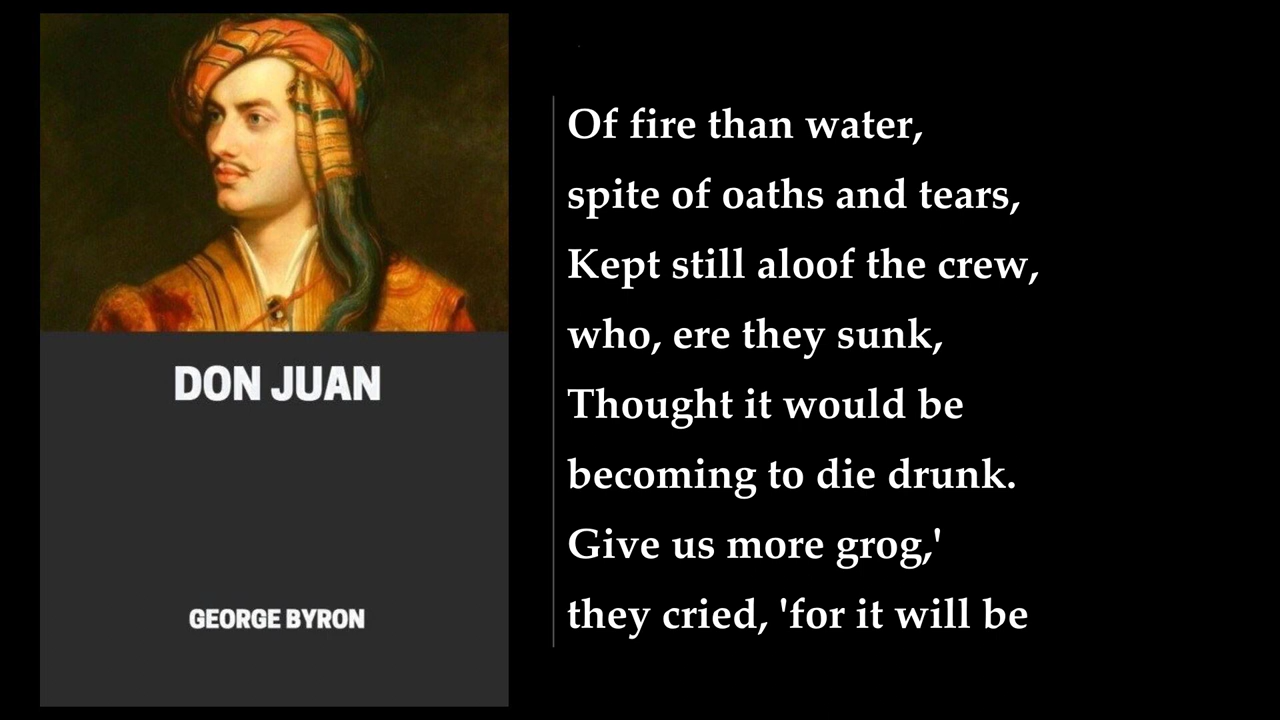 DON JUAN
GEORGE BYRON
Of fire than water,
spite of oaths and tears,
Kept still aloof the crew,
who, ere they sunk,
Thought it would be
becoming to die drunk.
Give us more grog,'
they cried, 'for it will be